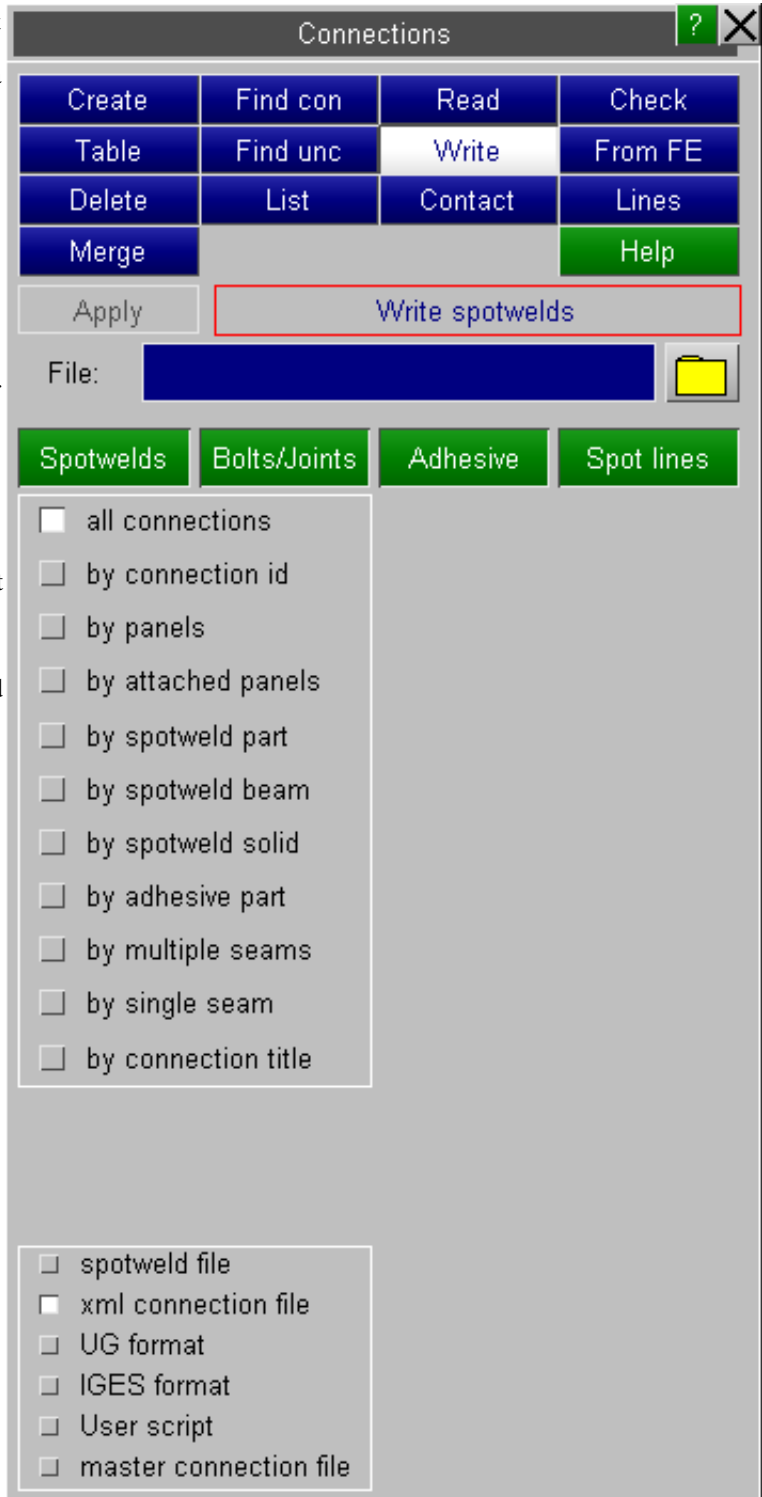 Connections ?
Create Find con Read Check
Table Find unc Write From FE
Delete List Contact Lines
Merge Help
Apply Write spotwelds
File:
Spotwelds Bolts/Joints Adhesive Spot lines
all connections
by connection id
by panels
by attached panels
by spotweld part
by spotweld beam
by spotweld solid
by adhesive part
by multiple seams
by single seam
by connection title
spotweld file
xml connection file
UG format
IGES format
User script
master connection file